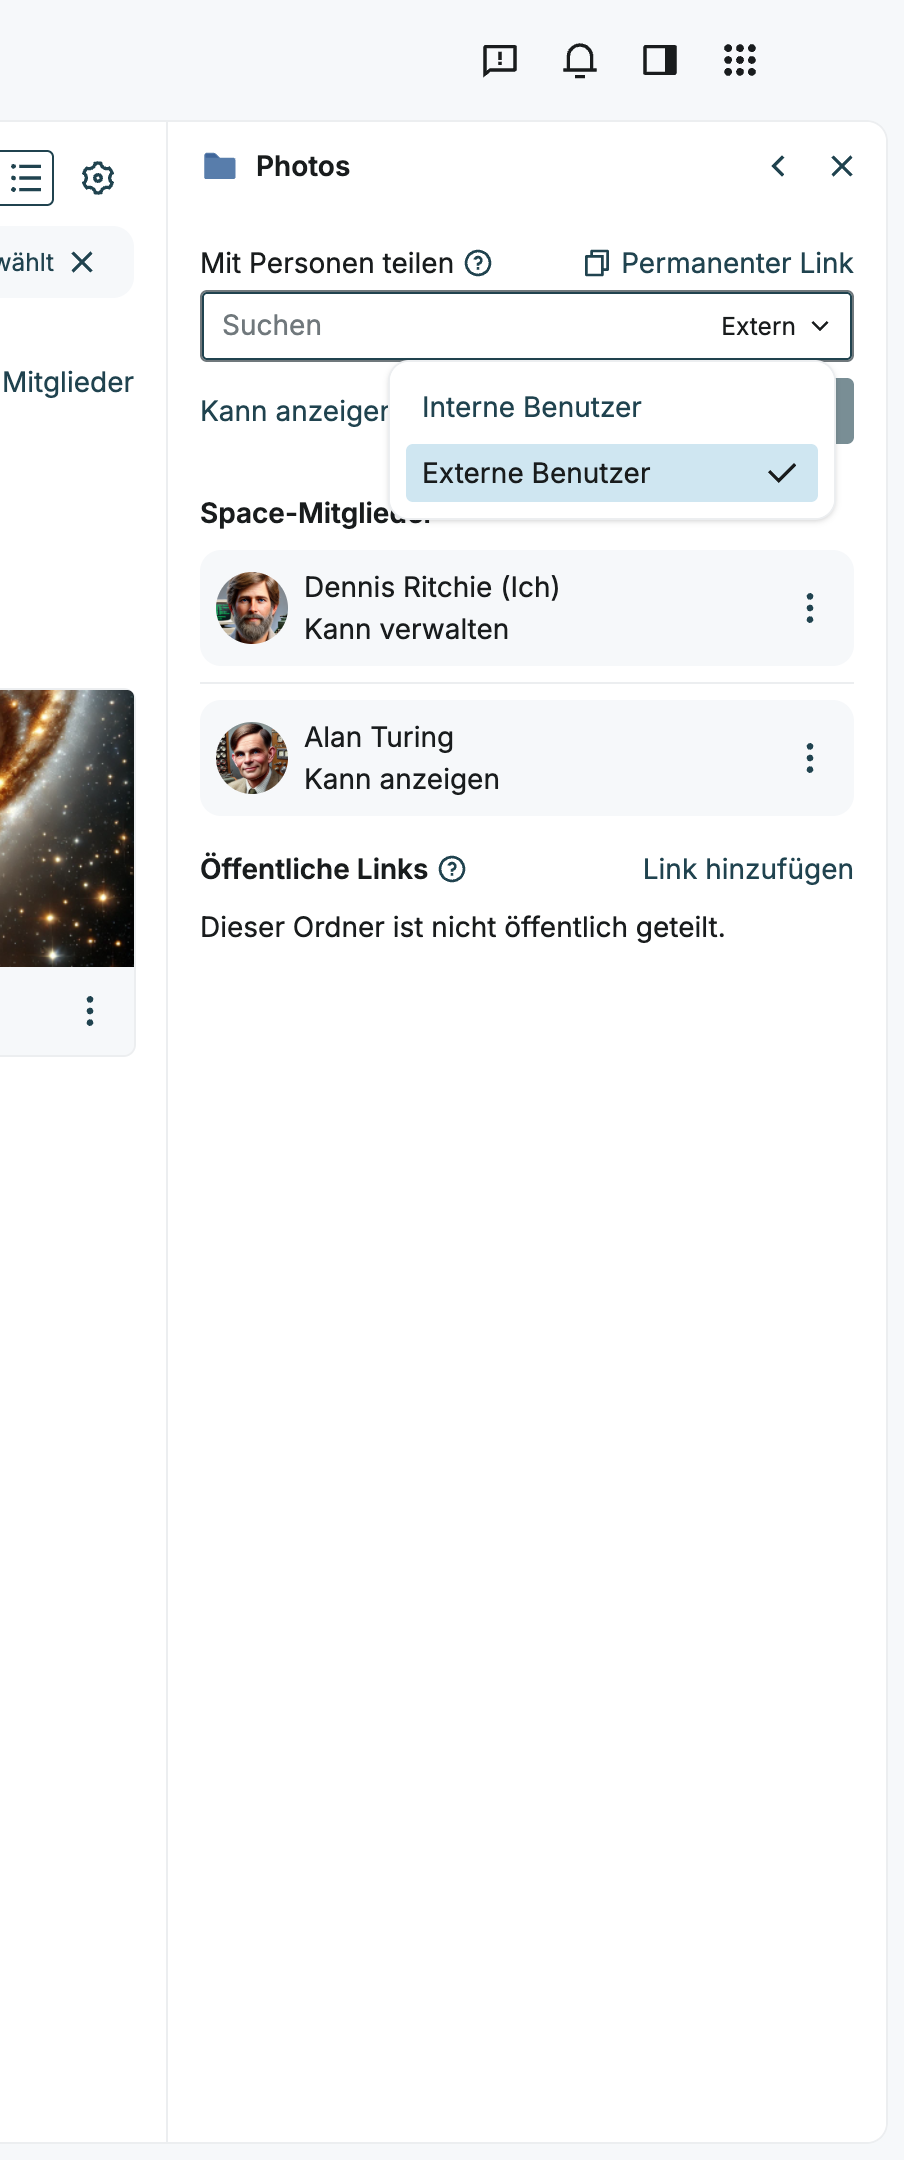 Photos
wählt
Mit Personen teilen Permanenter Link
Suchen Extern
Mitglieder
Kann anzeigen
Interne Benutzer
Externe Benutzer
Space-Mitglieder
Dennis Ritchie (Ich)
Kann verwalten
Alan Turing
Kann anzeigen
Öffentliche Links Link hinzufügen
Dieser Ordner ist nicht öffentlich geteilt.